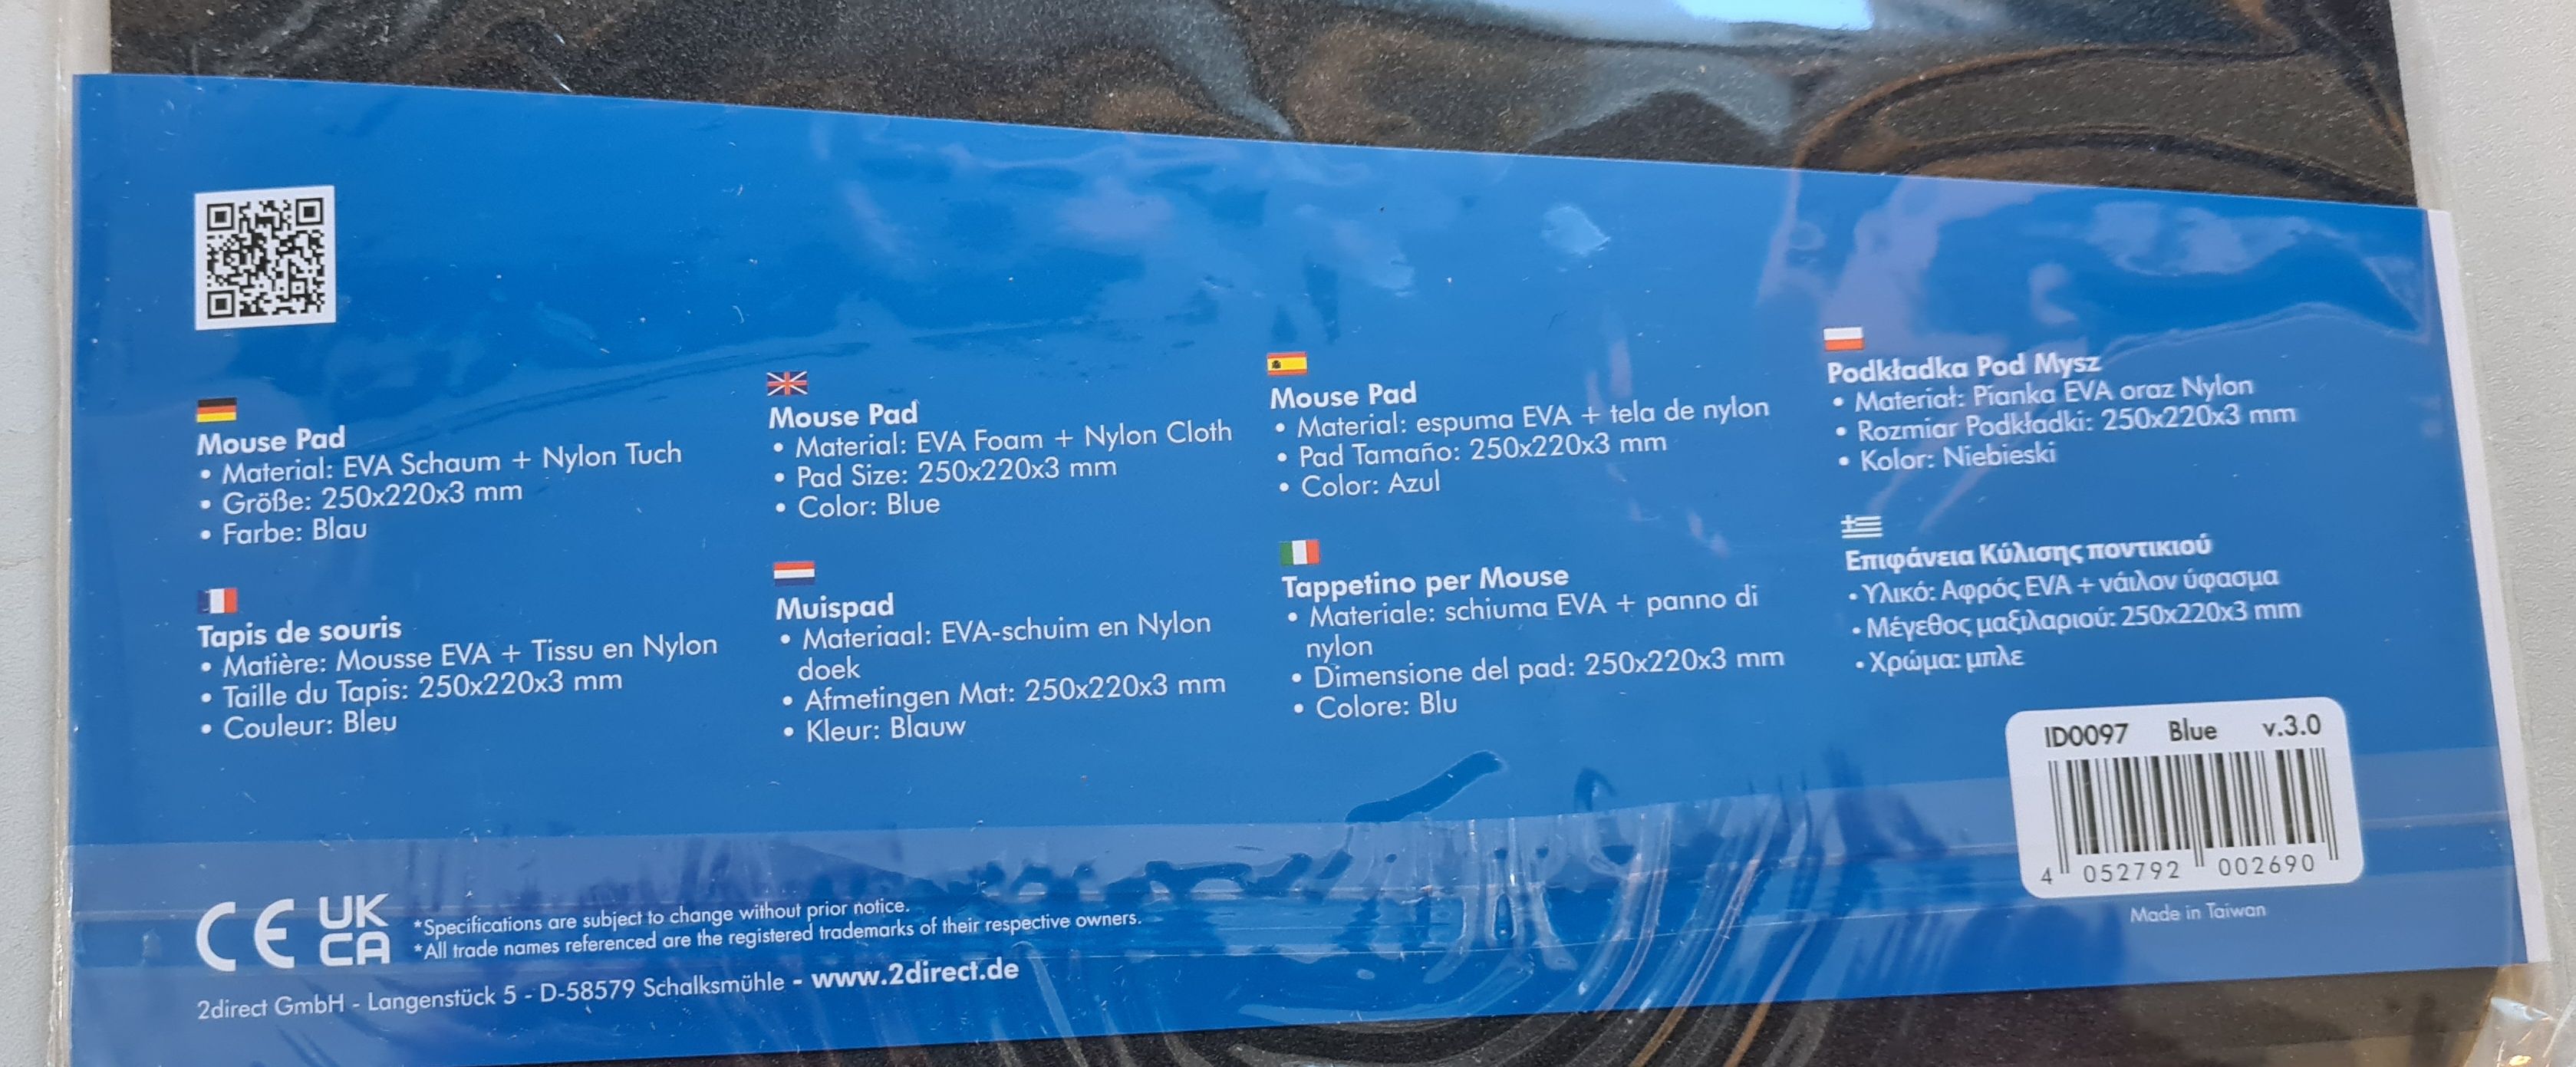 Mouse Pad
• Material: EVA Schaum + Nylon Tuch
• Größe: 250x220x3 mm
• Farbe: Blau
Mouse Pad
• Material: EVA Foam + Nylon Cloth
• Pad Size: 250x220x3 mm
• Color: Blue
Mouse Pad
• Material: espuma EVA + tela de nylon
• Pad Tamaño: 250x220x3 mm
• Color: Azul
Podkładka Pod Mysz
• Materiał: Pianka EVA oraz Nylon
• Rozmiar Podkładki: 250x220x3 mm
• Kolor: Niebieski
Tapis de souris
• Matière: Mousse EVA + Tissu en Nylon
• Taille du Tapis: 250x220x3 mm
• Couleur: Bleu
Muispad
• Materiaal: EVA-schuim en Nylon
doek
• Afmetingen Mat: 250x220x3 mm
• Kleur: Blauw
Tappetino per Mouse
• Materiale: schiuma EVA + panno di
nylon
• Dimensione del pad: 250x220x3 mm
• Colore: Blu
Επιφάνεια Κύλισης ποντικιού
• Υλικό: Αφρός EVA + νάιλον ύφασμα
• Μέγεθος μαξιλαριού: 250x220x3 mm
• Χρώμα: μπλε
ID0097 Blue v.3.0
4 052792 002690
Made in Taiwan
CE UK
CA
*Specifications are subject to change without prior notice.
*All trade names referenced are the registered trademarks of their respective owners.
2direct GmbH - Langenstück 5 - D-58579 Schalksmühle - www.2direct.de